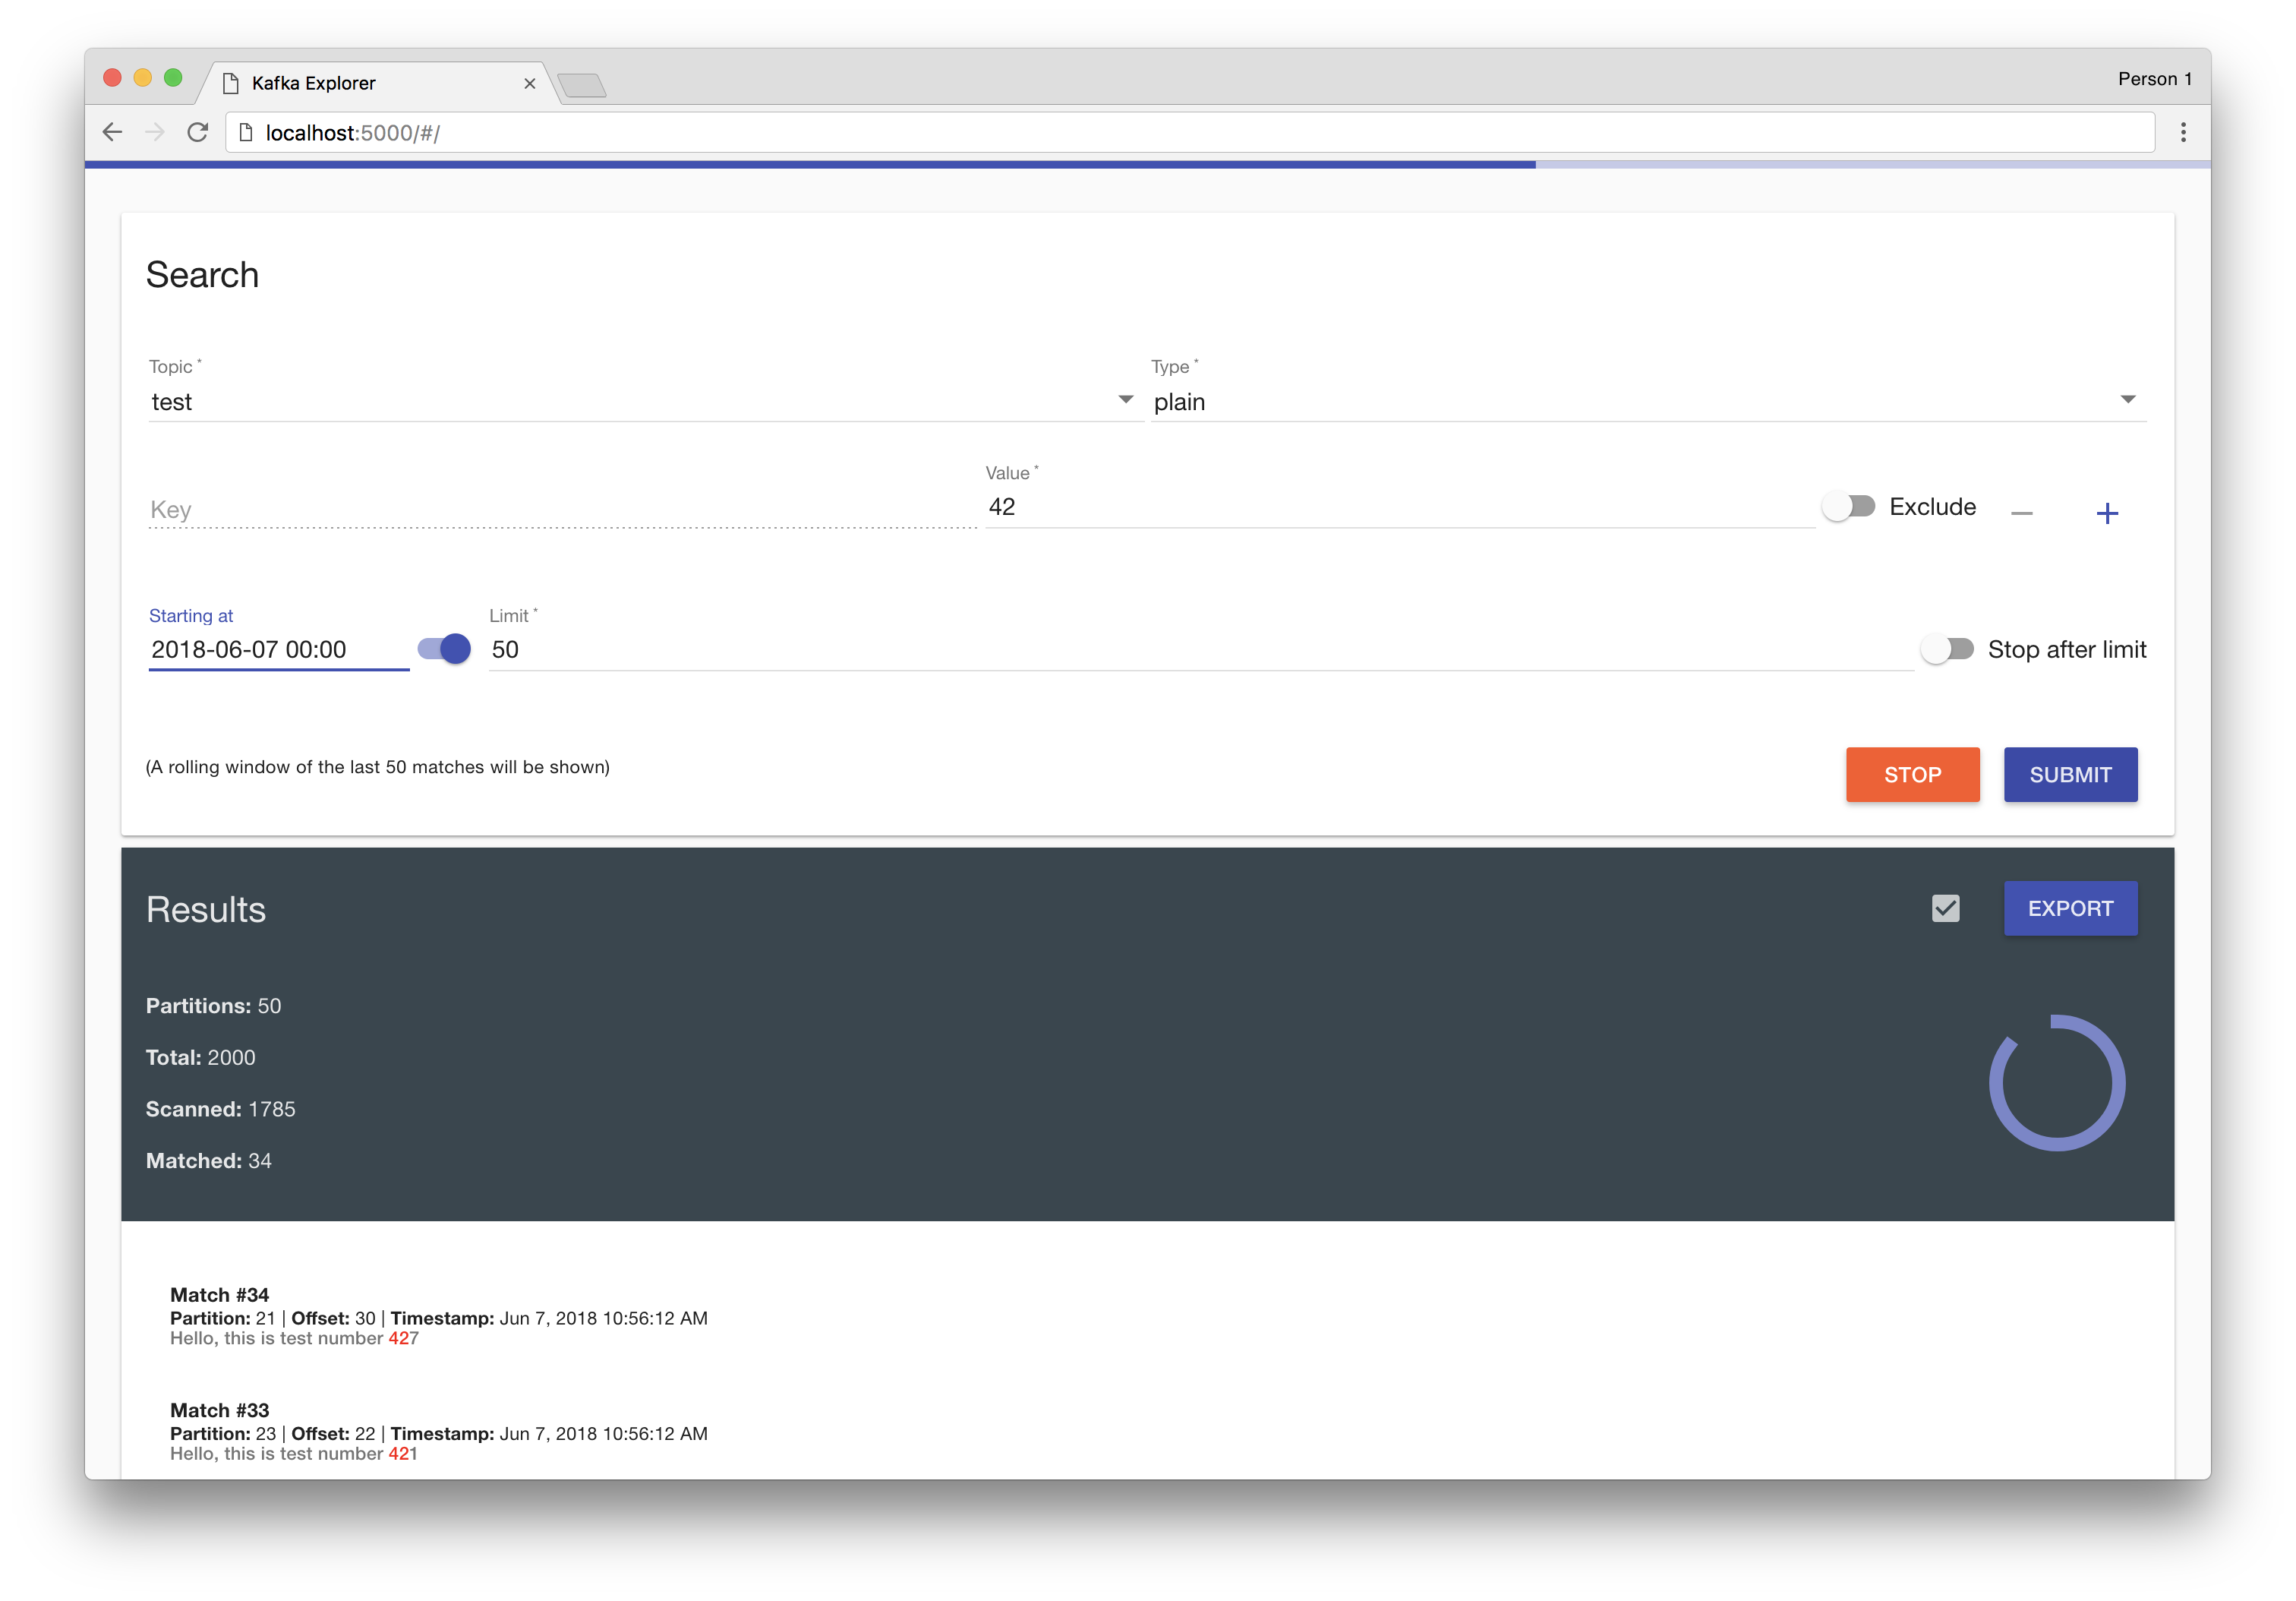 Kafka Explorer
Person 1
localhost:5000/#/
Search
Topic * Type *
test plain
Value *
Key 42 Exclude
Starting at Limit *
2018-06-07 00:00 50 Stop after limit
(A rolling window of the last 50 matches will be shown) STOP SUBMIT
Results EXPORT
Partitions: 50
Total: 2000
Scanned: 1785
Matched: 34
Match #34
Partition: 21 | Offset: 30 | Timestamp: Jun 7, 2018 10:56:12 AM
Hello, this is test number 427
Match #33
Partition: 23 | Offset: 22 | Timestamp: Jun 7, 2018 10:56:12 AM
Hello, this is test number 421